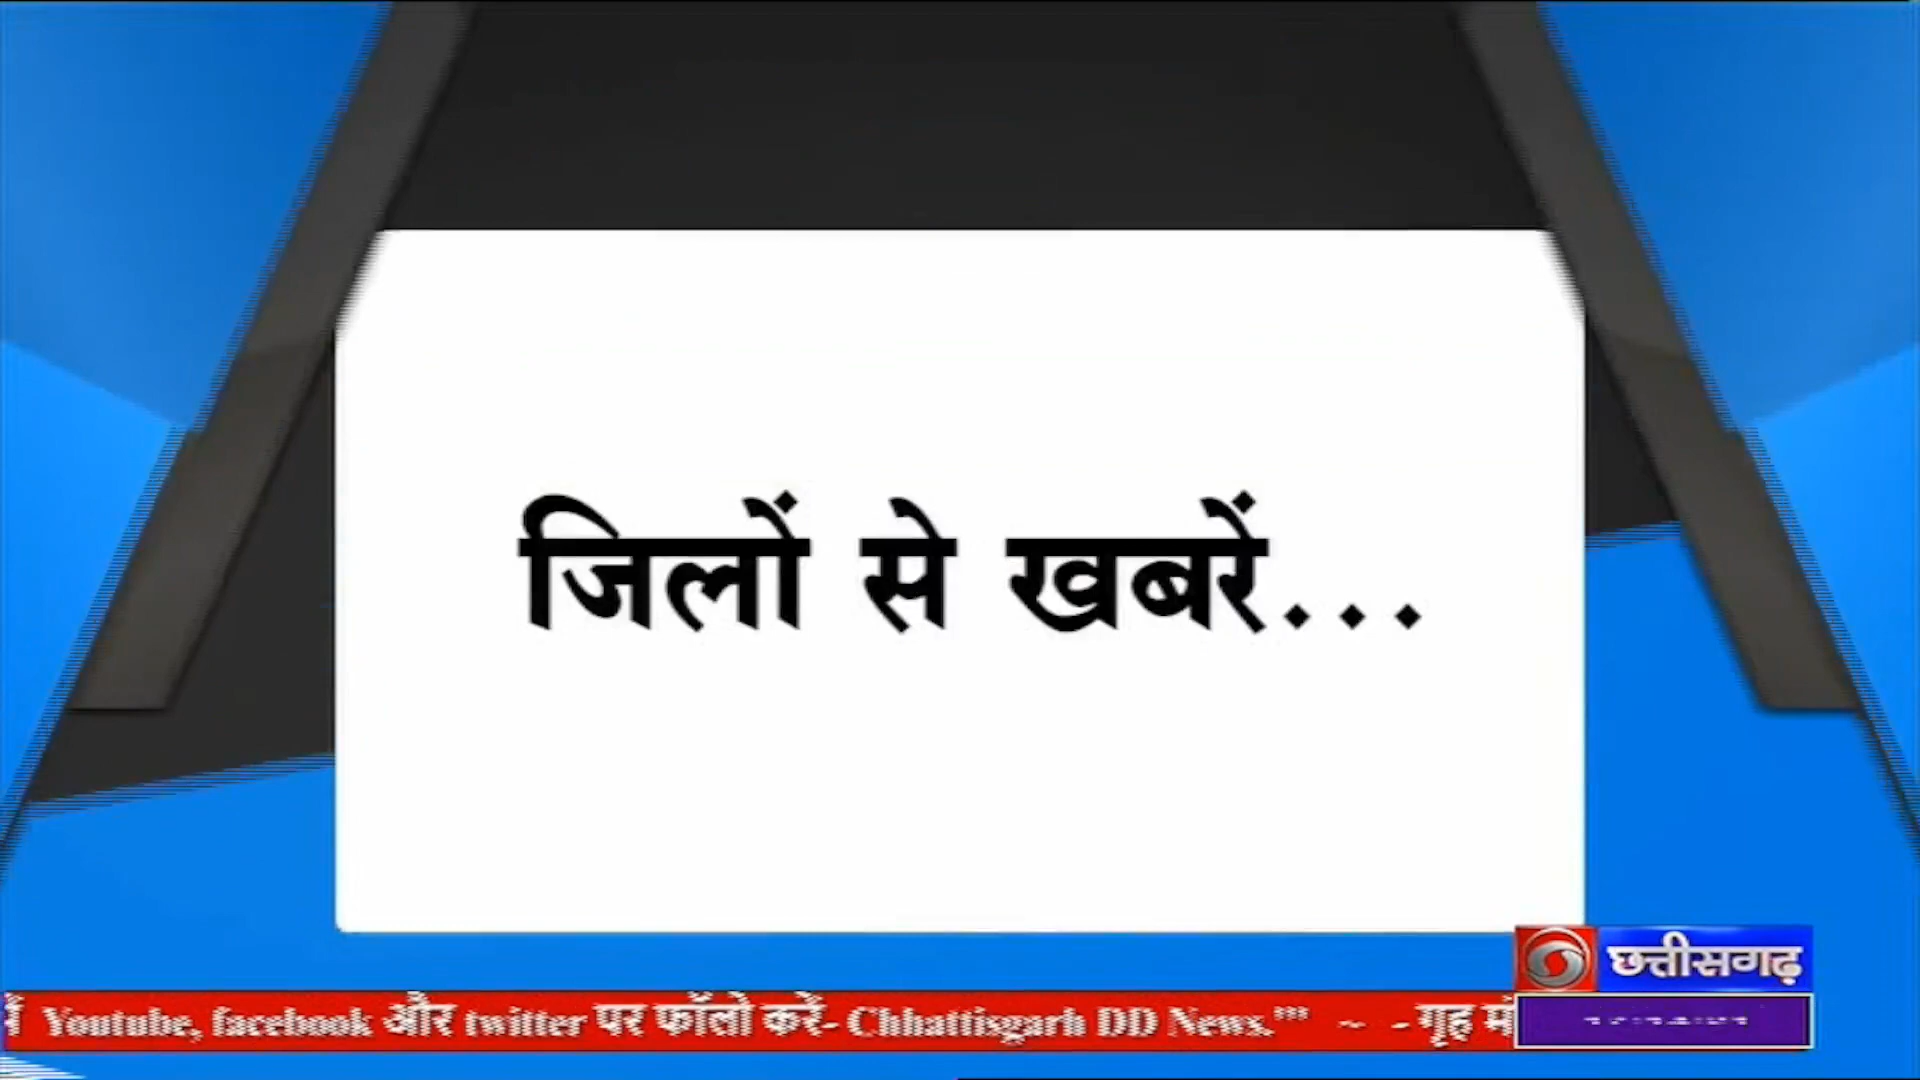 जिलों से खबरें...
छत्तीसगढ़
Youtube, facebook और twitter पर फॉलो करें- Chhattisgarh DD News.”” ~ - गृह मं